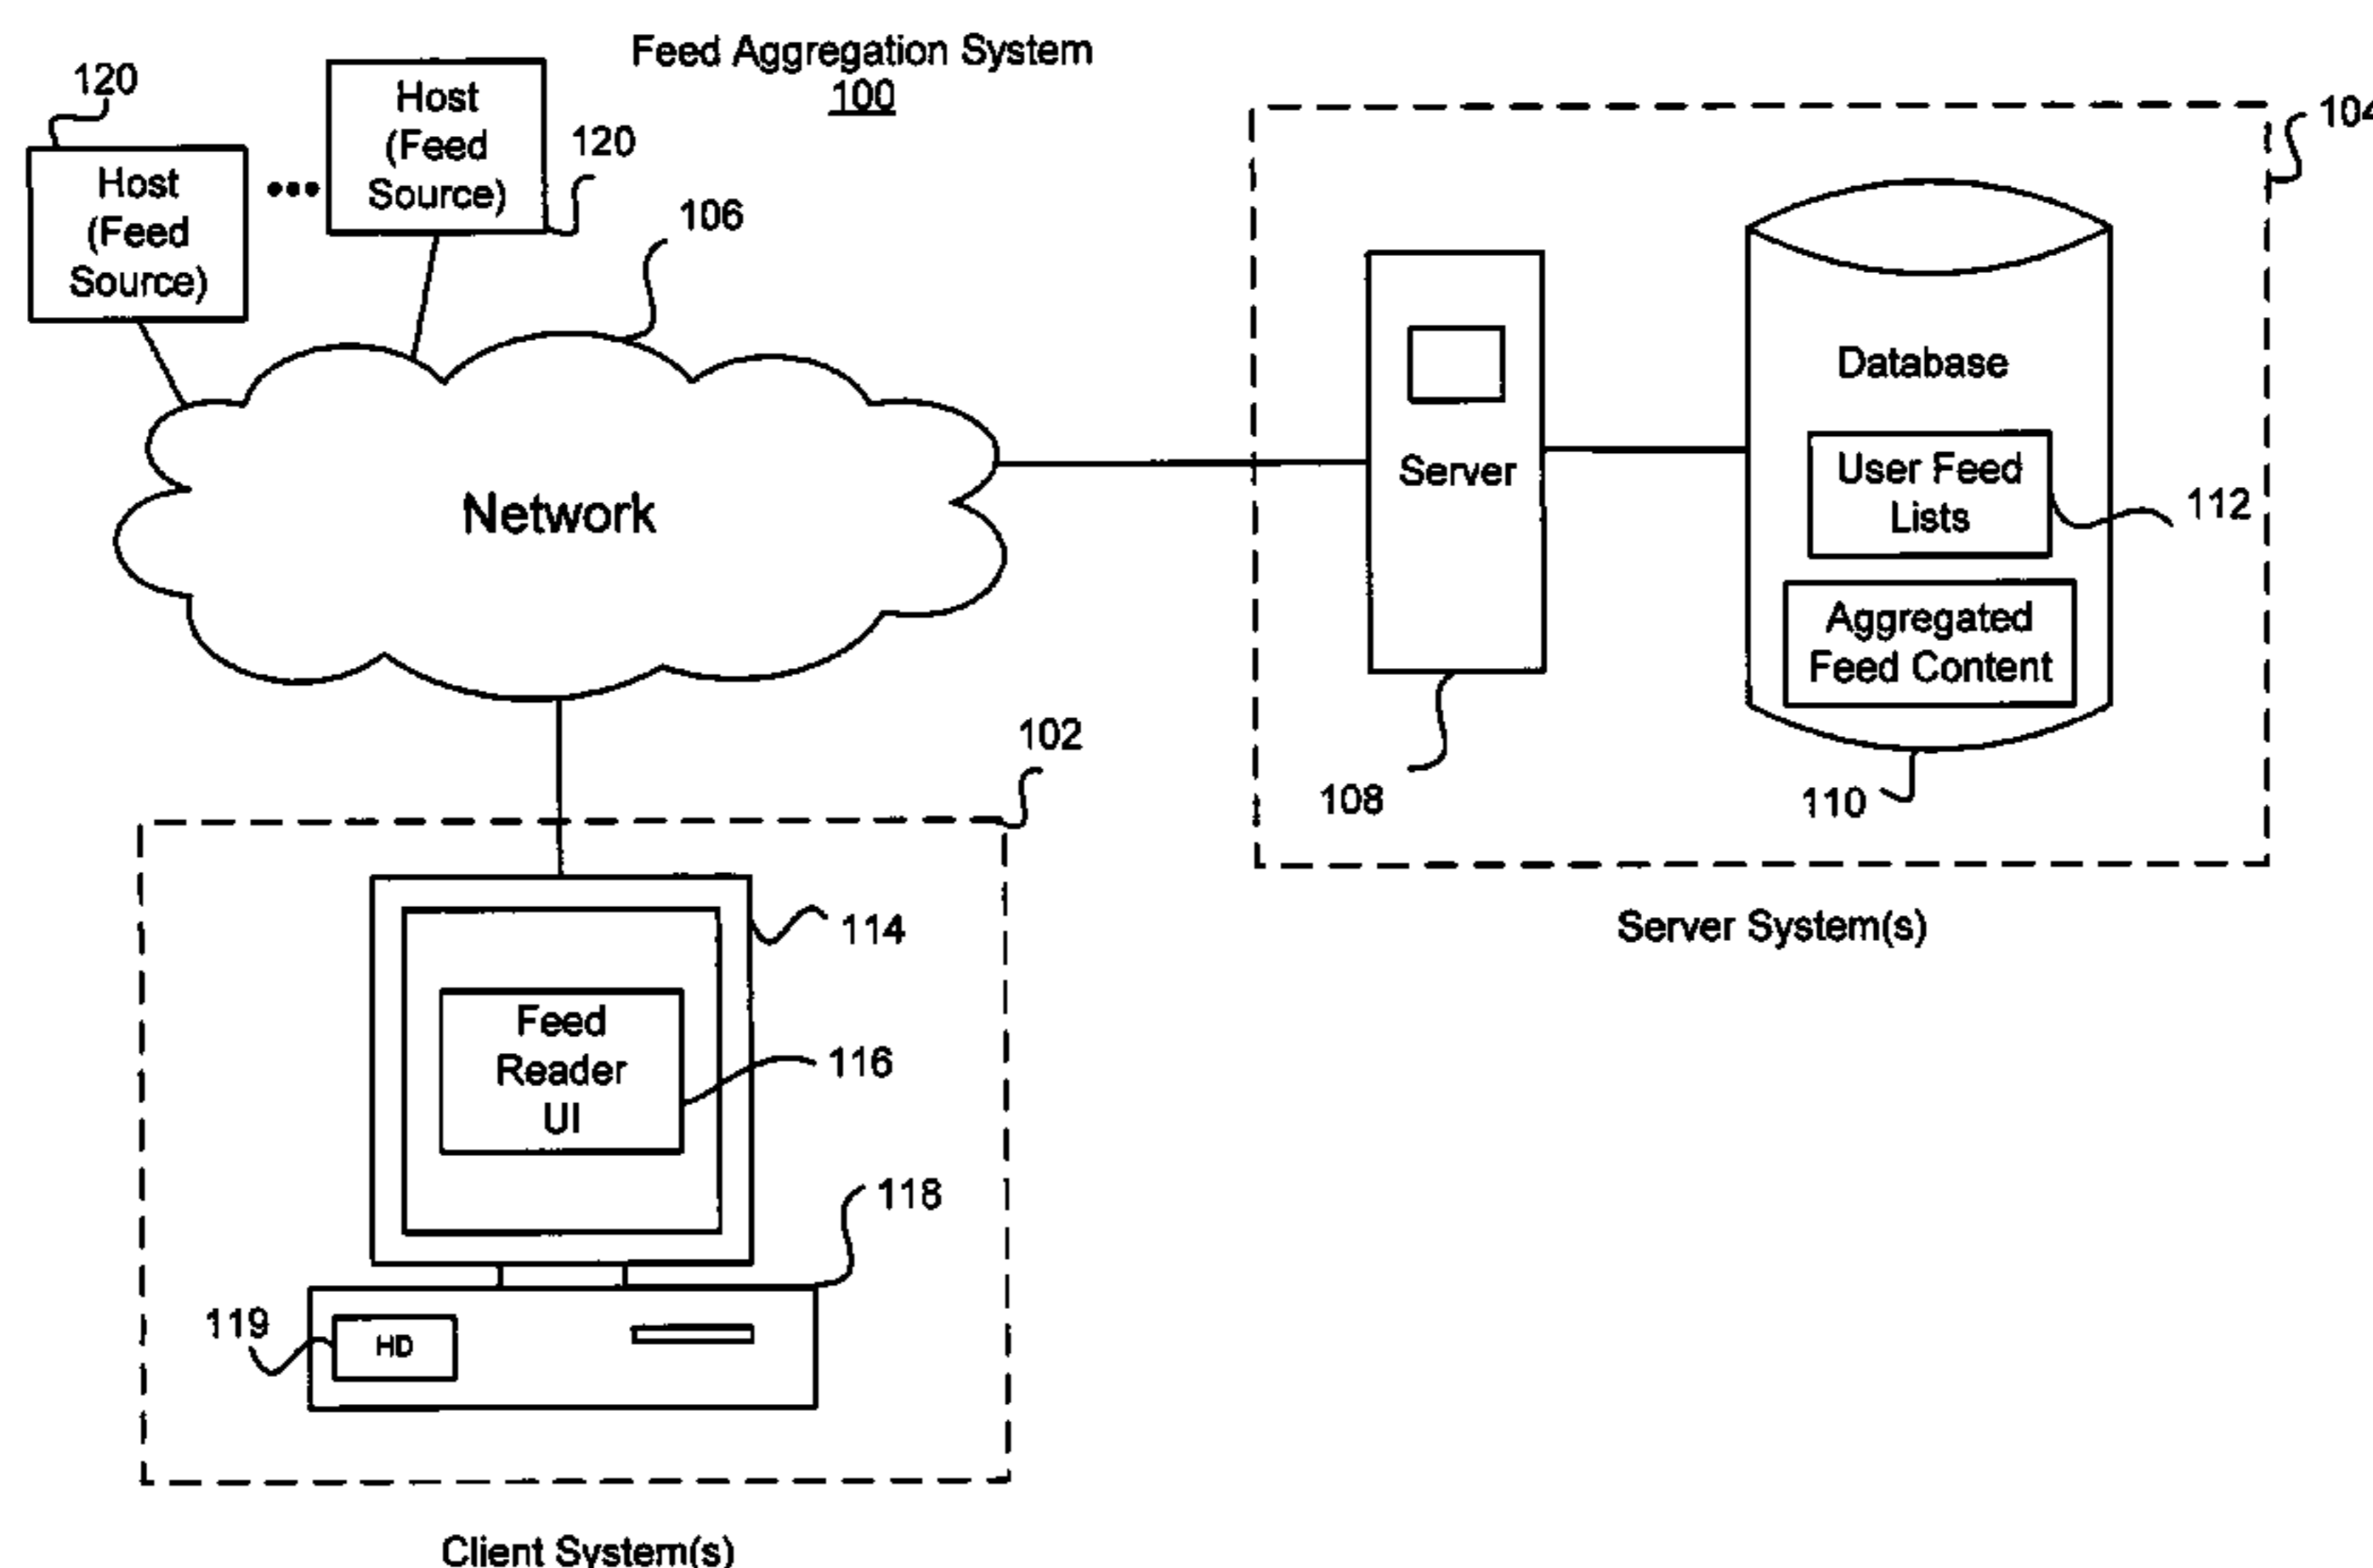 Feed Aggregation System
100
120
Host
(Feed
Source)
Host
(Feed
Source)
120
106
104
Network
Server
Database
User Feed
Lists
112
Aggregated
Feed Content
108
110
Server System(s)
102
114
Feed
Reader
UI
116
118
119
HD
Client System(s)